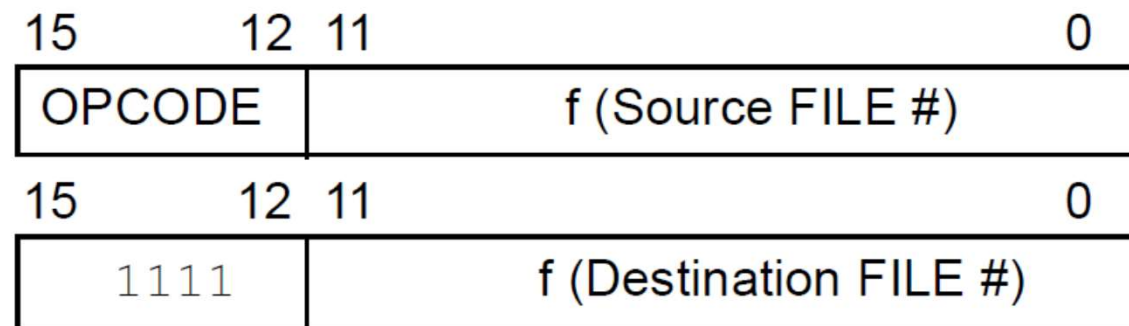 15 12 11 0
OPCODE f (Source FILE #)
15 12 11 0
1111 f (Destination FILE #)